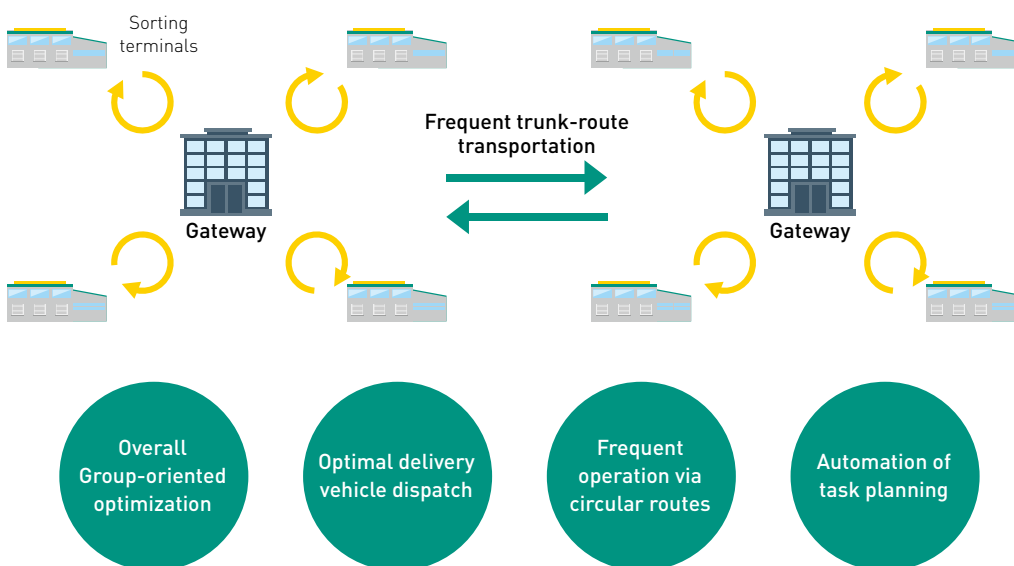 Sorting
terminals
Frequent trunk-route
transportation
Gateway
Gateway
Overall
Group-oriented
optimization
Optimal delivery
vehicle dispatch
Frequent
operation via
circular routes
Automation of
task planning